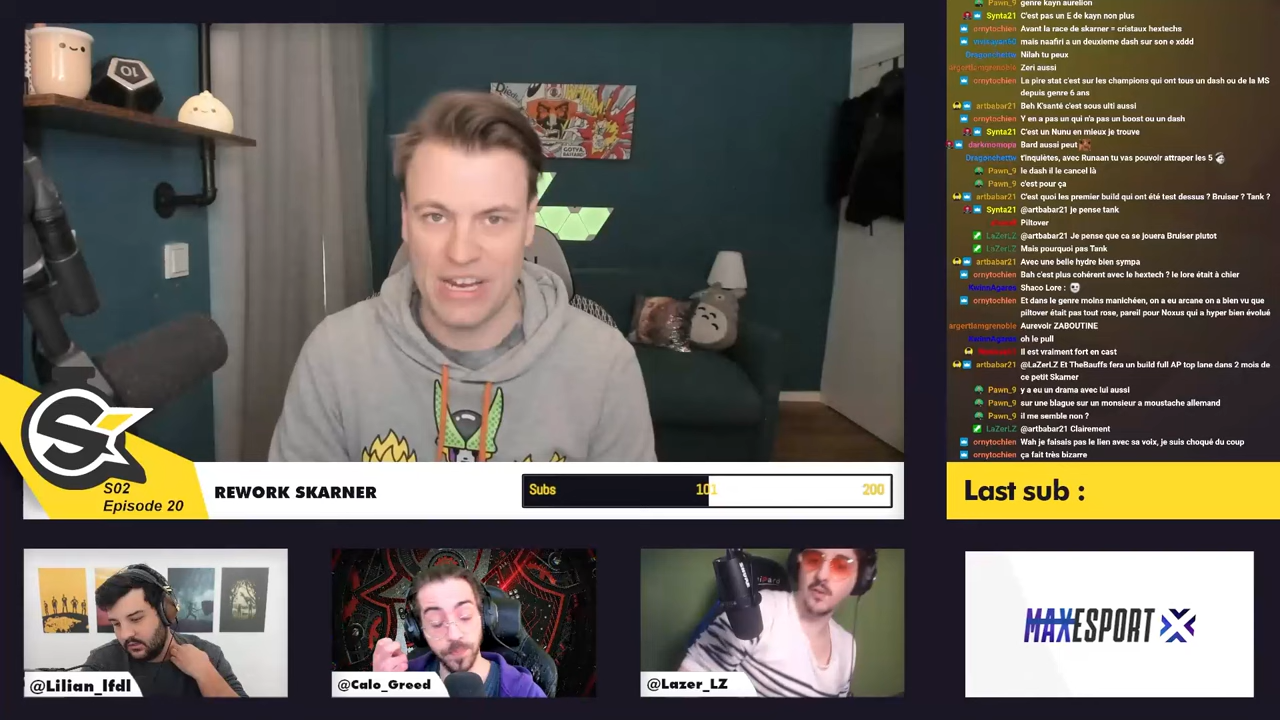 Pawn_9 genre kayn aurelion
Synta21 C'est pas un E de kayn non plus
ornytochien Avant la race de skarner = cristaux hextechs
mais naafiri a un deuxieme dash sur son e xddd
Dragonchettw Nilah tu peux
argertlamgrenoble Zeri aussi
ornytochien La pire stat c'est sur les champions qui ont tous un dash ou de la MS
depuis genre 6 ans
artbabar21 Beh K'santé c'est sous ulti aussi
ornytochien Y en a pas un qui n'a pas un boost ou un dash
Synta21 C'est un Nunu en mieux je trouve
darkmomopa Bard aussi peut
Dragonchettw t'inquiètes, avec Runaan tu vas pouvoir attraper les 5
Pawn_9 le dash il le cancel là
Pawn_9 c'est pour ça
artbabar21 C'est quoi les premier build qui ont été test dessus ? Bruiser ? Tank ?
Synta21 @artbabar21 je pense tank
Piltover
LaZerLZ @artbabar21 Je pense que ca se jouera Bruiser plutot
LaZerLZ Mais pourquoi pas Tank
artbabar21 Avec une belle hydre bien sympa
ornytochien Bah c'est plus cohérent avec le hextech ? le lore était à chier
KwinnAgares Shaco Lore :
ornytochien Et dans le genre moins manichéen, on a eu arcane on a bien vu que
piltover était pas tout rose, pareil pour Noxus qui a hyper bien évolué
argertlamgrenoble Aurevoir ZABOUTINE
KwinnAgares oh le pull
Il est vraiment fort en cast
artbabar21 @LaZerLZ Et TheBauffs fera un build full AP top lane dans 2 mois de
ce petit Skarner
Pawn_9 y a eu un drama avec lui aussi
Pawn_9 sur une blague sur un monsieur a moustache allemand
Pawn_9 il me semble non ?
LaZerLZ @artbabar21 Clairement
ornytochien Wah je faisais pas le lien avec sa voix, je suis choqué du coup
ornytochien ça fait très bizarre
GOTYA,
BASTARD!
S
S02
Episode 20
REWORK SKARNER
Subs 101 200
Last sub :
@Lilian_lfdl
@Calo_Greed
@Lazer_LZ
MAXESPORT X